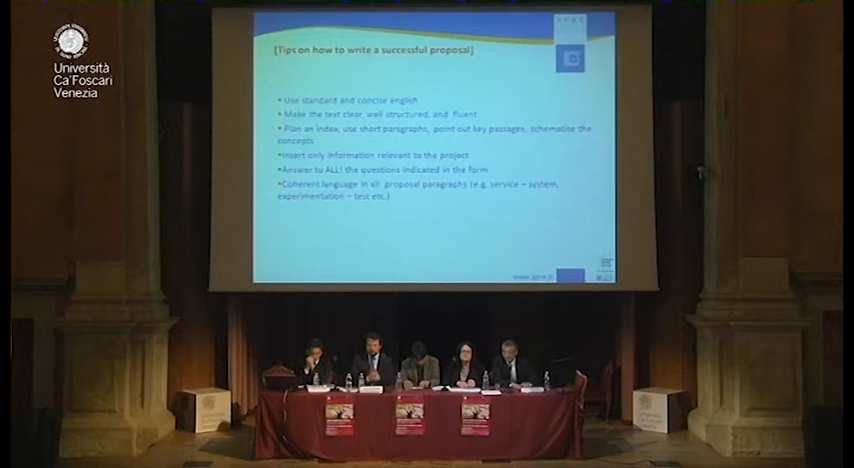 Università
Ca'Foscari
Venezia
[Tips on how to write a successful proposal]
• Use standard and concise english
• Make the text clear, well structured, and fluent
• Plan an index, use short paragraphs, point out key passages, schematise the
concepts
•Insert only information relevant to the project
•Answer to ALL! the questions indicated in the form
•Coherent language in all proposal paragraphs (e.g. service – system,
experimentation – test etc.)